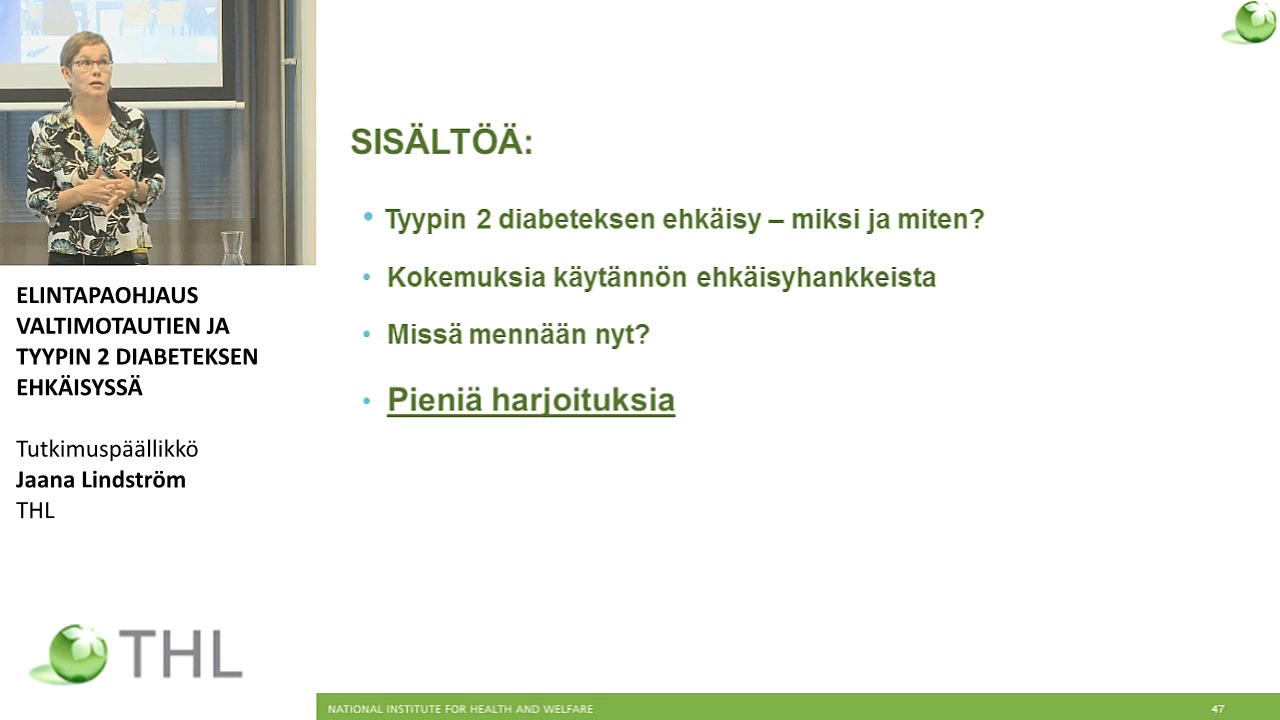 SISÄLTÖÄ:
• Tyypin 2 diabeteksen ehkäisy – miksi ja miten?
• Kokemuksia käytännön ehkäisyhankkeista
• Missä mennään nyt?
• Pieniä harjoituksia
ELINTAPAOHJAUS
VALTIMOTAUTIEN JA
TYYPIN 2 DIABETEKSEN
EHKÄISYSSÄ
Tutkimuspäällikkö
Jaana Lindström
THL
THL
NATIONAL INSTITUTE FOR HEALTH AND WELFARE
47